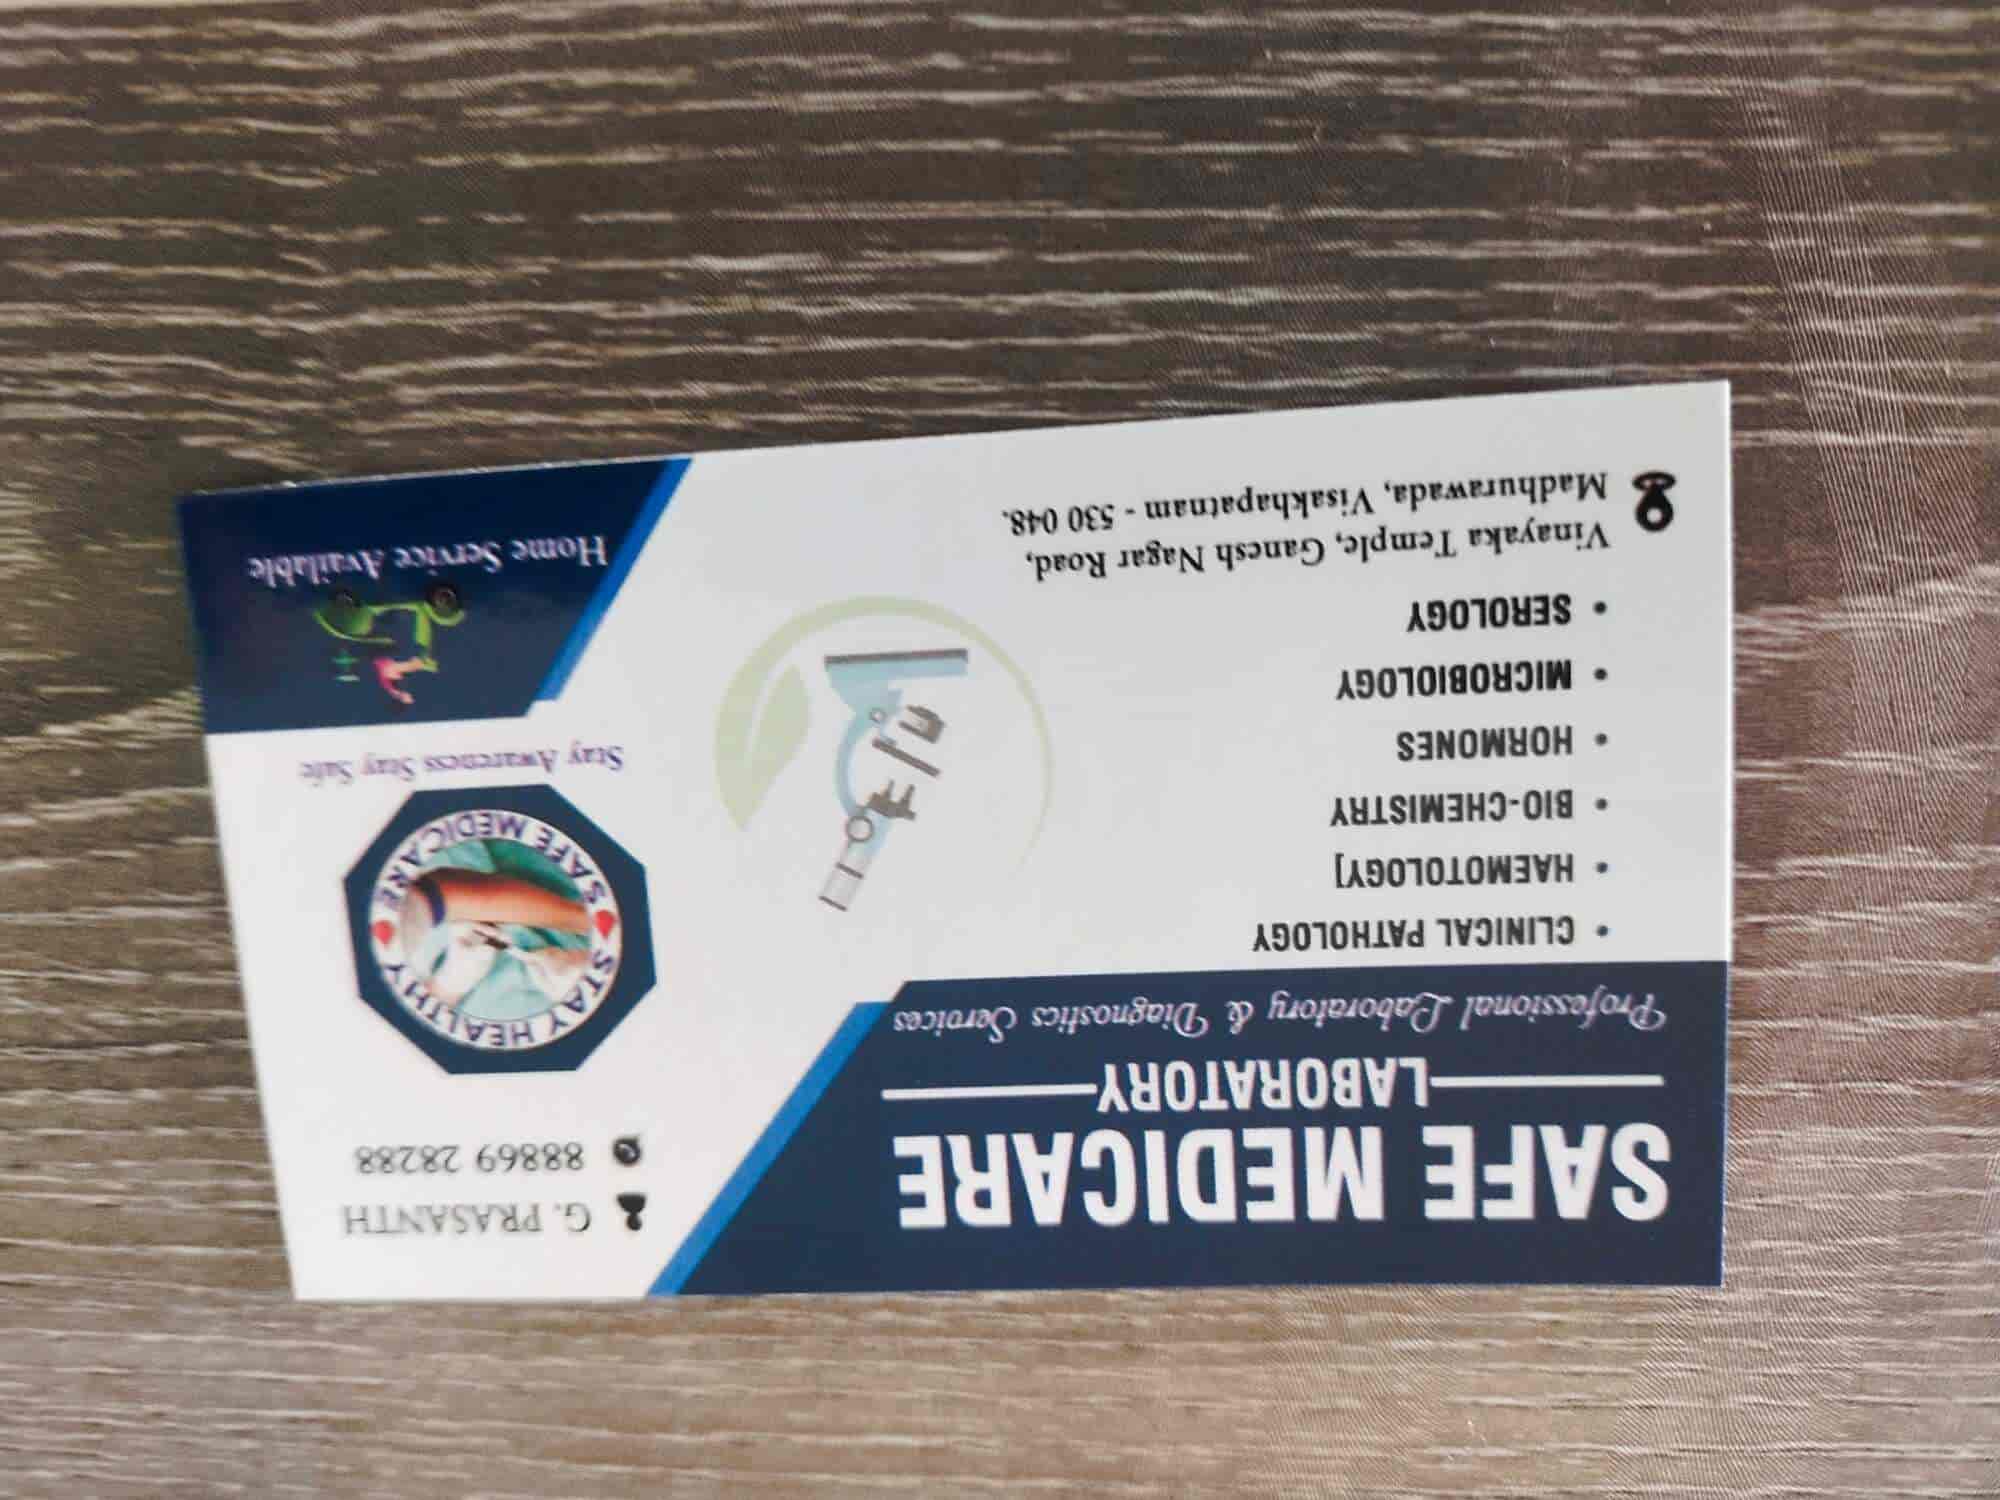 SAFE MEDICARE
LABORATORY
Professional Laboratory & Diagnostics Services
G. PRASANTH
88869 28288
• CLINICAL PATHOLOGY
• HAEMOTOLOGY]
• BIO-CHEMISTRY
• HORMONES
• MICROBIOLOGY
• SEROLOGY
Vinayaka Temple, Ganesh Nagar Road,
Madhurawada, Visakhapatnam - 530 048.
STAY HEALTHY
SAFE MEDICARE
Stay Awareness Stay Safe
Home Service Available